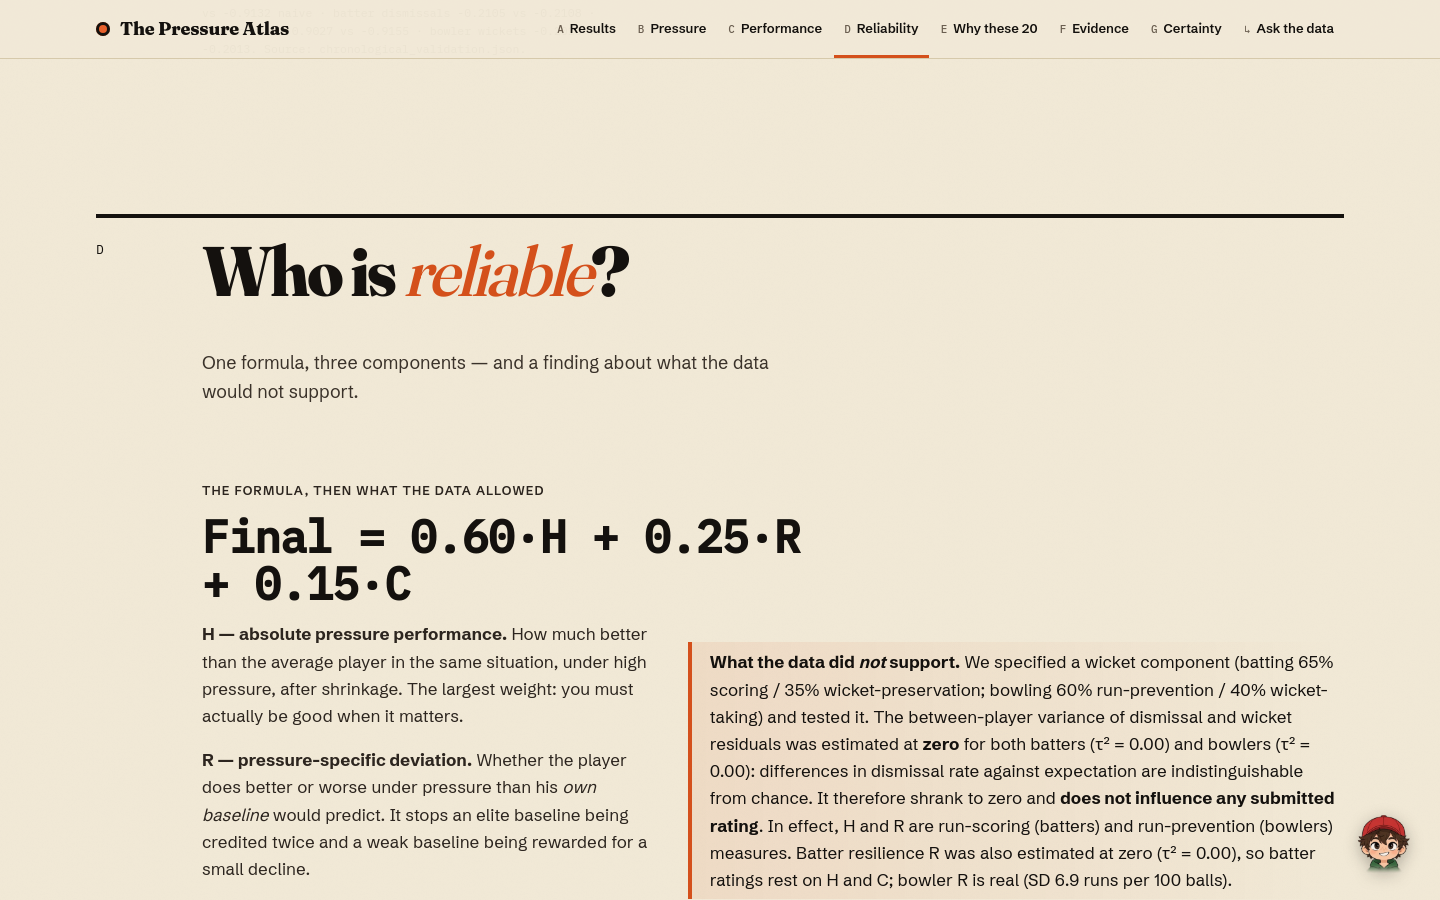 The Pressure Atlas
A Results
B Pressure
C Performance
D Reliability
E Why these 20
F Evidence
G Certainty
↳ Ask the data
D
Who is reliable?
One formula, three components — and a finding about what the data
would not support.
THE FORMULA, THEN WHAT THE DATA ALLOWED
Final = 0.60·H + 0.25·R
+ 0.15·C
H — absolute pressure performance. How much better
than the average player in the same situation, under high
pressure, after shrinkage. The largest weight: you must
actually be good when it matters.
R — pressure-specific deviation. Whether the player
does better or worse under pressure than his own
baseline would predict. It stops an elite baseline being
credited twice and a weak baseline being rewarded for a
small decline.
What the data did not support. We specified a wicket component (batting 65%
scoring / 35% wicket-preservation; bowling 60% run-prevention / 40% wicket-
taking) and tested it. The between-player variance of dismissal and wicket
residuals was estimated at zero for both batters (τ² = 0.00) and bowlers (τ² =
0.00): differences in dismissal rate against expectation are indistinguishable
from chance. It therefore shrank to zero and does not influence any submitted
rating. In effect, H and R are run-scoring (batters) and run-prevention (bowlers)
measures. Batter resilience R was also estimated at zero (τ² = 0.00), so batter
ratings rest on H and C; bowler R is real (SD 6.9 runs per 100 balls).